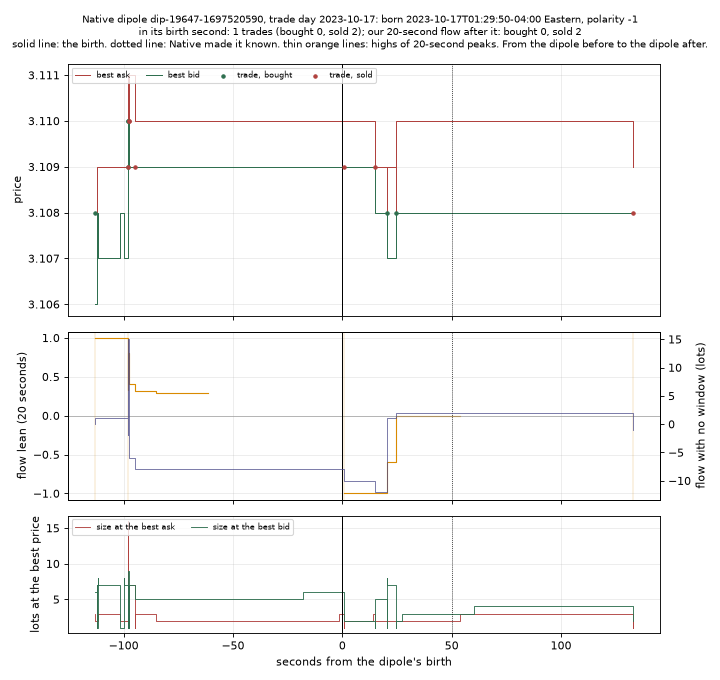 Native dipole dip-19647-1697520590, trade day 2023-10-17: born 2023-10-17T01:29:50-04:00 Eastern, polarity -1
in its birth second: 1 trades (bought 0, sold 2); our 20-second flow after it: bought 0, sold 2
solid line: the birth. dotted line: Native made it known. thin orange lines: highs of 20-second peaks. From the dipole before to the dipole after.
best ask
best bid
trade, bought
trade, sold
3.111
3.110
3.109
3.108
3.107
3.106
price
1.0
0.5
0.0
−0.5
−1.0
flow lean (20 seconds)
15
10
5
0
−5
−10
flow with no window (lots)
size at the best ask
size at the best bid
15
10
5
lots at the best price
−100
−50
0
50
100
seconds from the dipole's birth